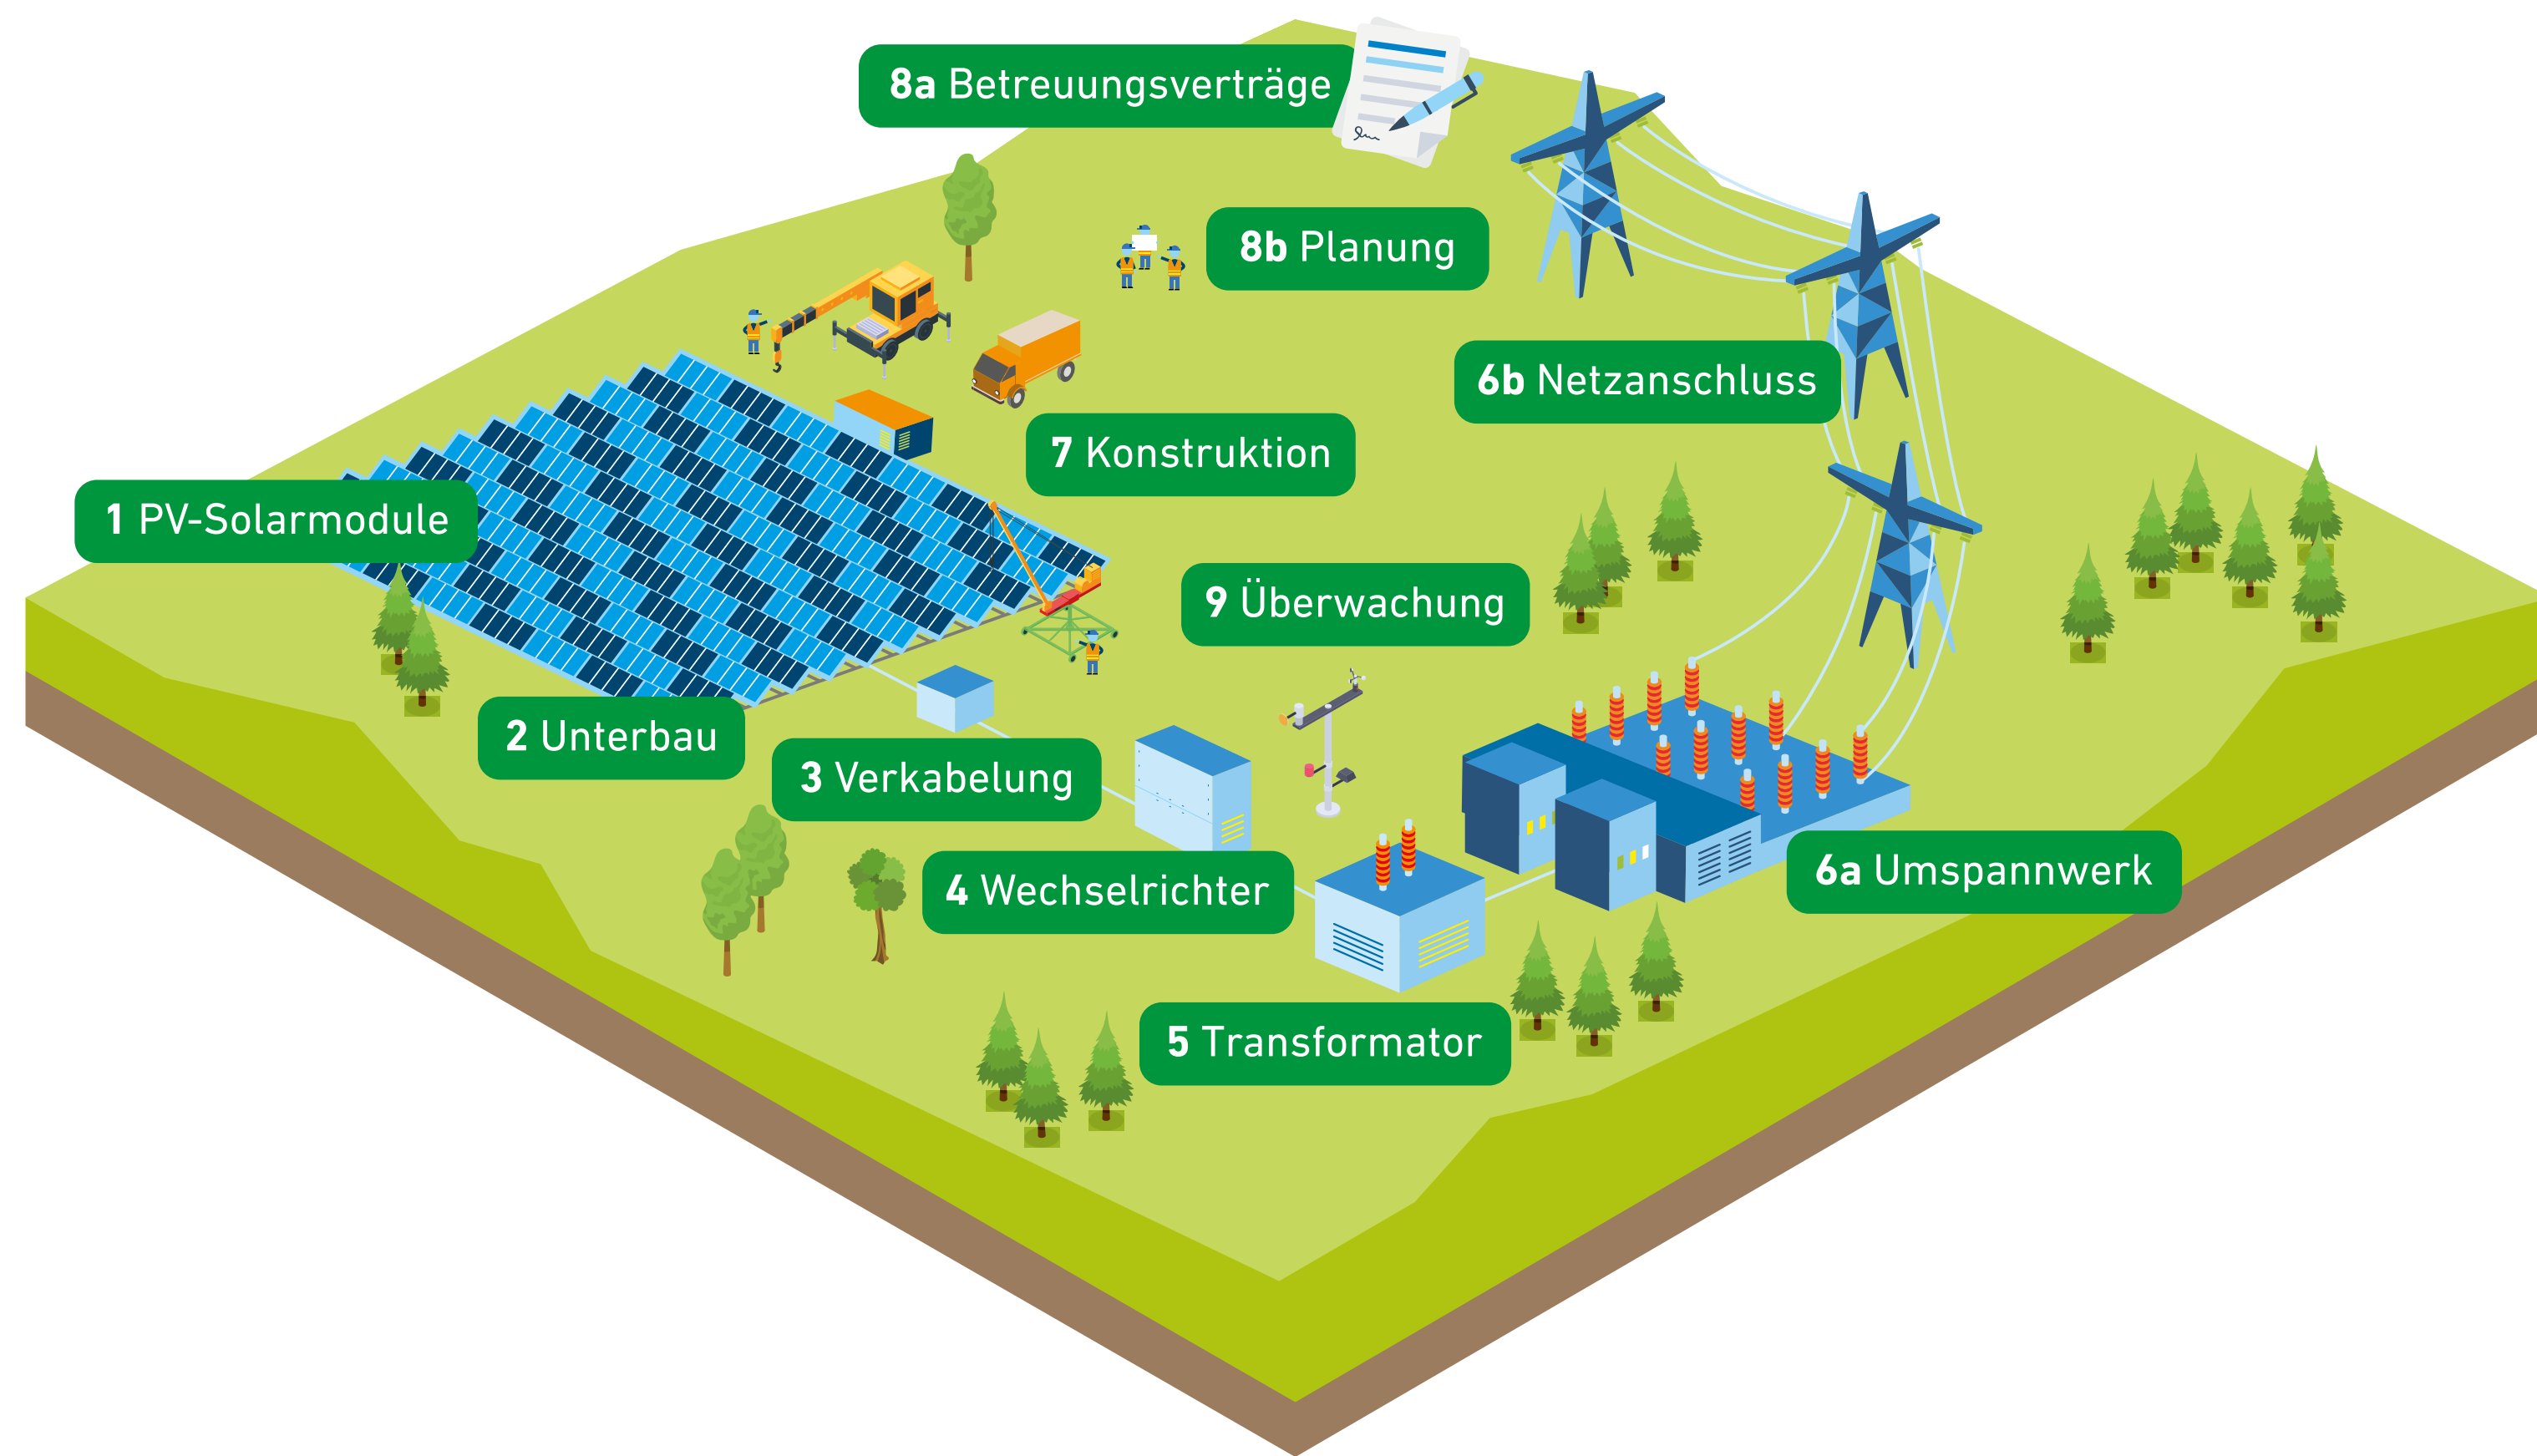 8a Betreuungsverträge
8b Planung
6b Netzanschluss
7 Konstruktion
1 PV-Solarmodule
9 Überwachung
2 Unterbau
3 Verkabelung
4 Wechselrichter
6a Umspannwerk
5 Transformator